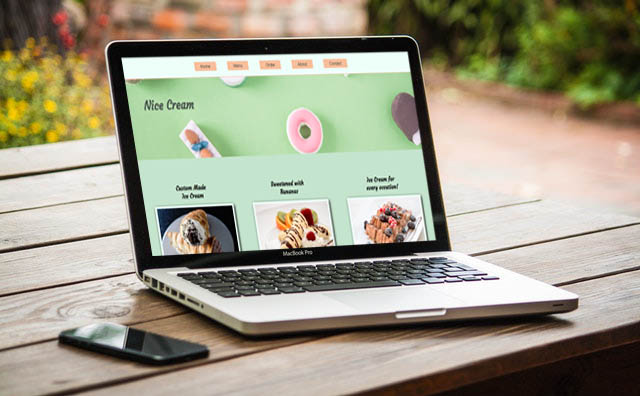 Home Menu Order About Contact
Nice Cream
Custom Made
Ice Cream
Sweetened with
Bananas
Ice Cream for
every ocation!
MacBook Pro